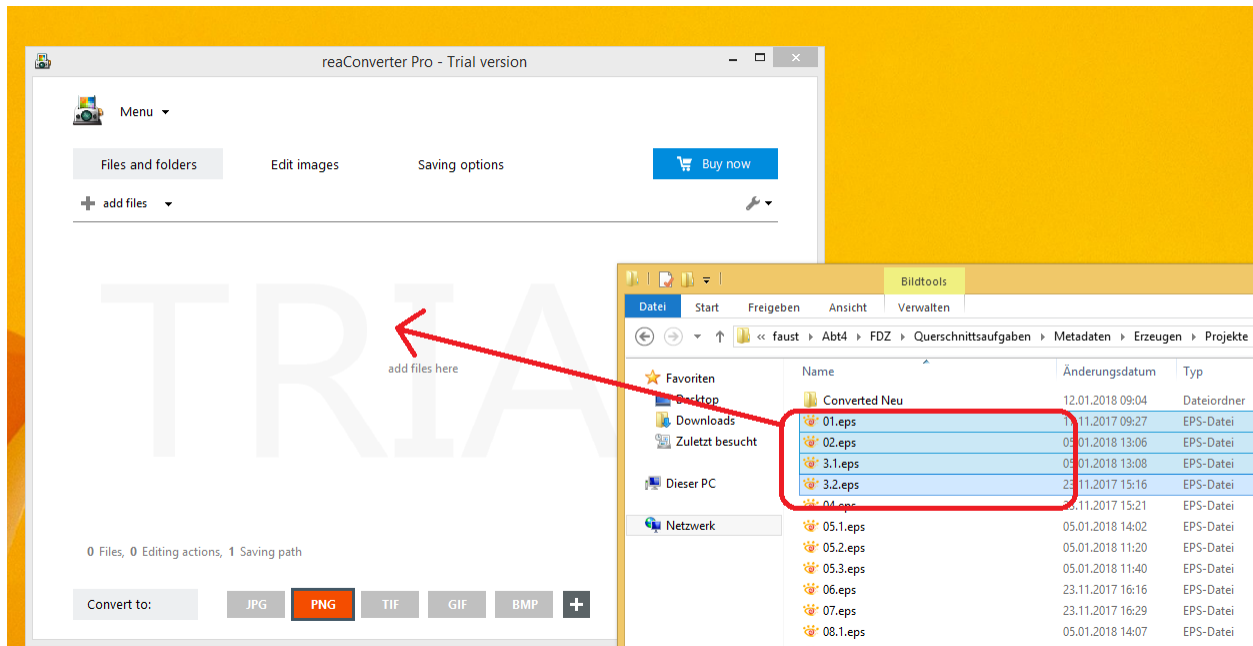 reaConverter Pro - Trial version
Menu
Files and folders Edit images Saving options Buy now
add files
TRIA
add files here
0 Files, 0 Editing actions, 1 Saving path
Convert to: JPG PNG TIF GIF BMP
Bildtools
Datei Start Freigeben Ansicht Verwalten
« faust Abt4 FDZ Querschnittsaufgaben Metadaten Erzeugen Projekte
Favoriten
Desktop
Downloads
Zuletzt besucht
Dieser PC
Netzwerk
Name Änderungsdatum Typ
Converted Neu 12.01.2018 09:04 Dateiordner
01.eps .11.2017 09:27 EPS-Datei
02.eps 05.01.2018 13:06 EPS-Datei
3.1.eps 05.01.2018 13:08 EPS-Datei
3.2.eps 23.11.2017 15:16 EPS-Datei
04.eps 23.11.2017 15:21 EPS-Datei
05.1.eps 05.01.2018 14:02 EPS-Datei
05.2.eps 05.01.2018 11:20 EPS-Datei
05.3.eps 05.01.2018 11:40 EPS-Datei
06.eps 23.11.2017 16:16 EPS-Datei
07.eps 23.11.2017 16:29 EPS-Datei
08.1.eps 05.01.2018 14:07 EPS-Datei